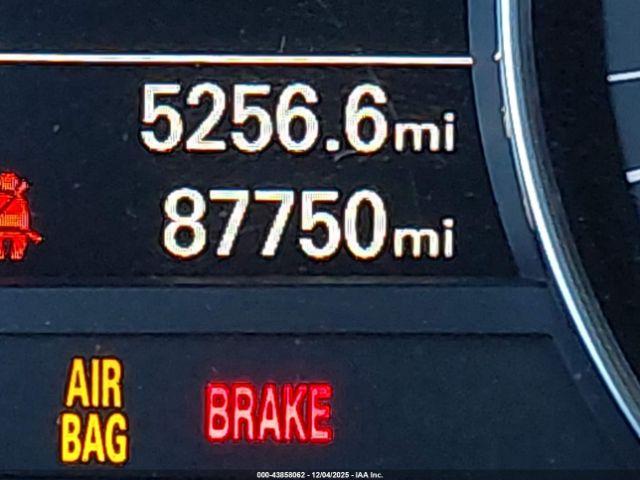 5256.6mi
87750mi
AIR
BAG
BRAKE
000-43858062 - 12/04/2025 - IAA Inc.